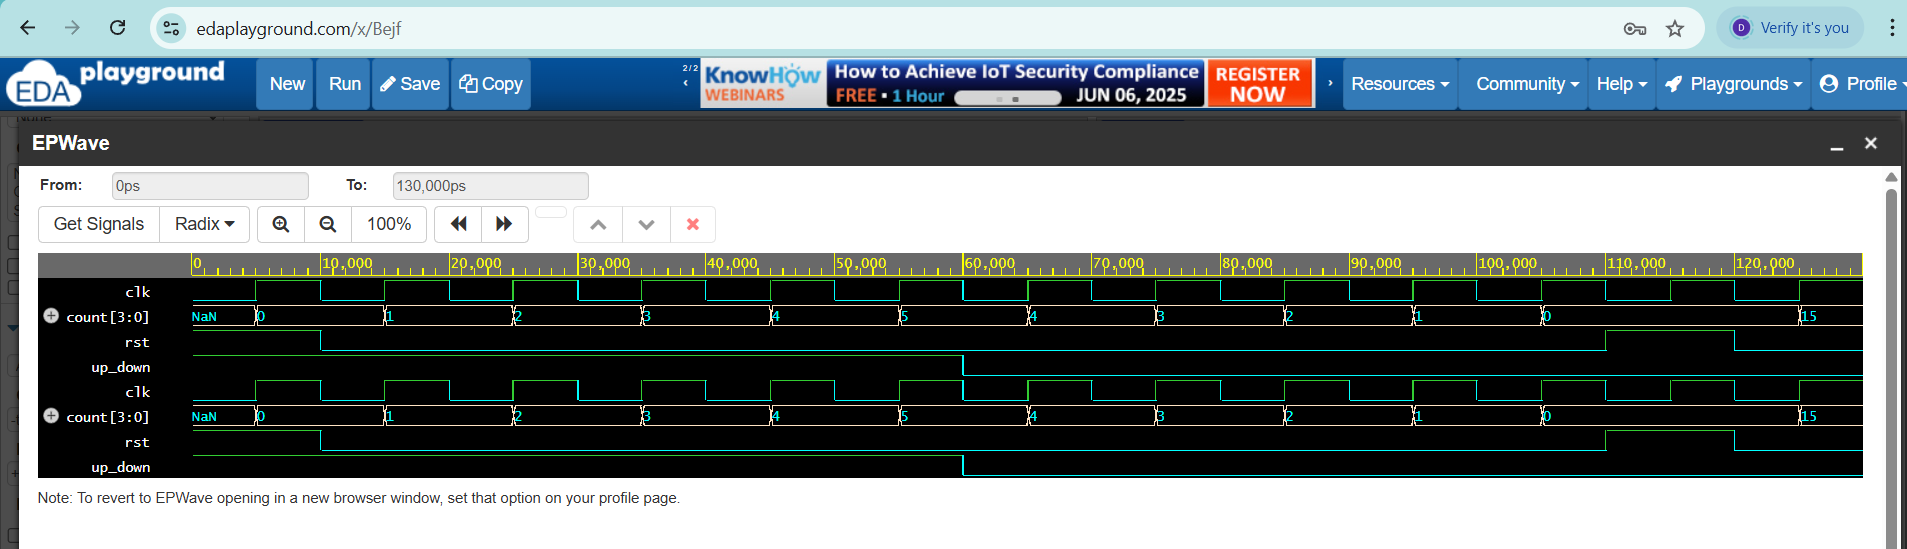 edaplayground.com/x/Bejf
Verify it's you
D
EDA playground
New
Run
Save
Copy
2/2
KnowHow
WEBINARS
How to Achieve IoT Security Compliance
FREE • 1 Hour
JUN 06, 2025
REGISTER
NOW
Resources
Community
Help
Playgrounds
Profile
EPWave
From:
0ps
To:
130,000ps
Get Signals
Radix
100%
0 10,000 20,000 30,000 40,000 50,000 60,000 70,000 80,000 90,000 100,000 110,000 120,000
clk
count[3:0] NaN 0 1 2 3 4 5 4 3 2 1 0 15
rst
up_down
clk
count[3:0] NaN 0 1 2 3 4 5 4 3 2 1 0 15
rst
up_down
Note: To revert to EPWave opening in a new browser window, set that option on your profile page.